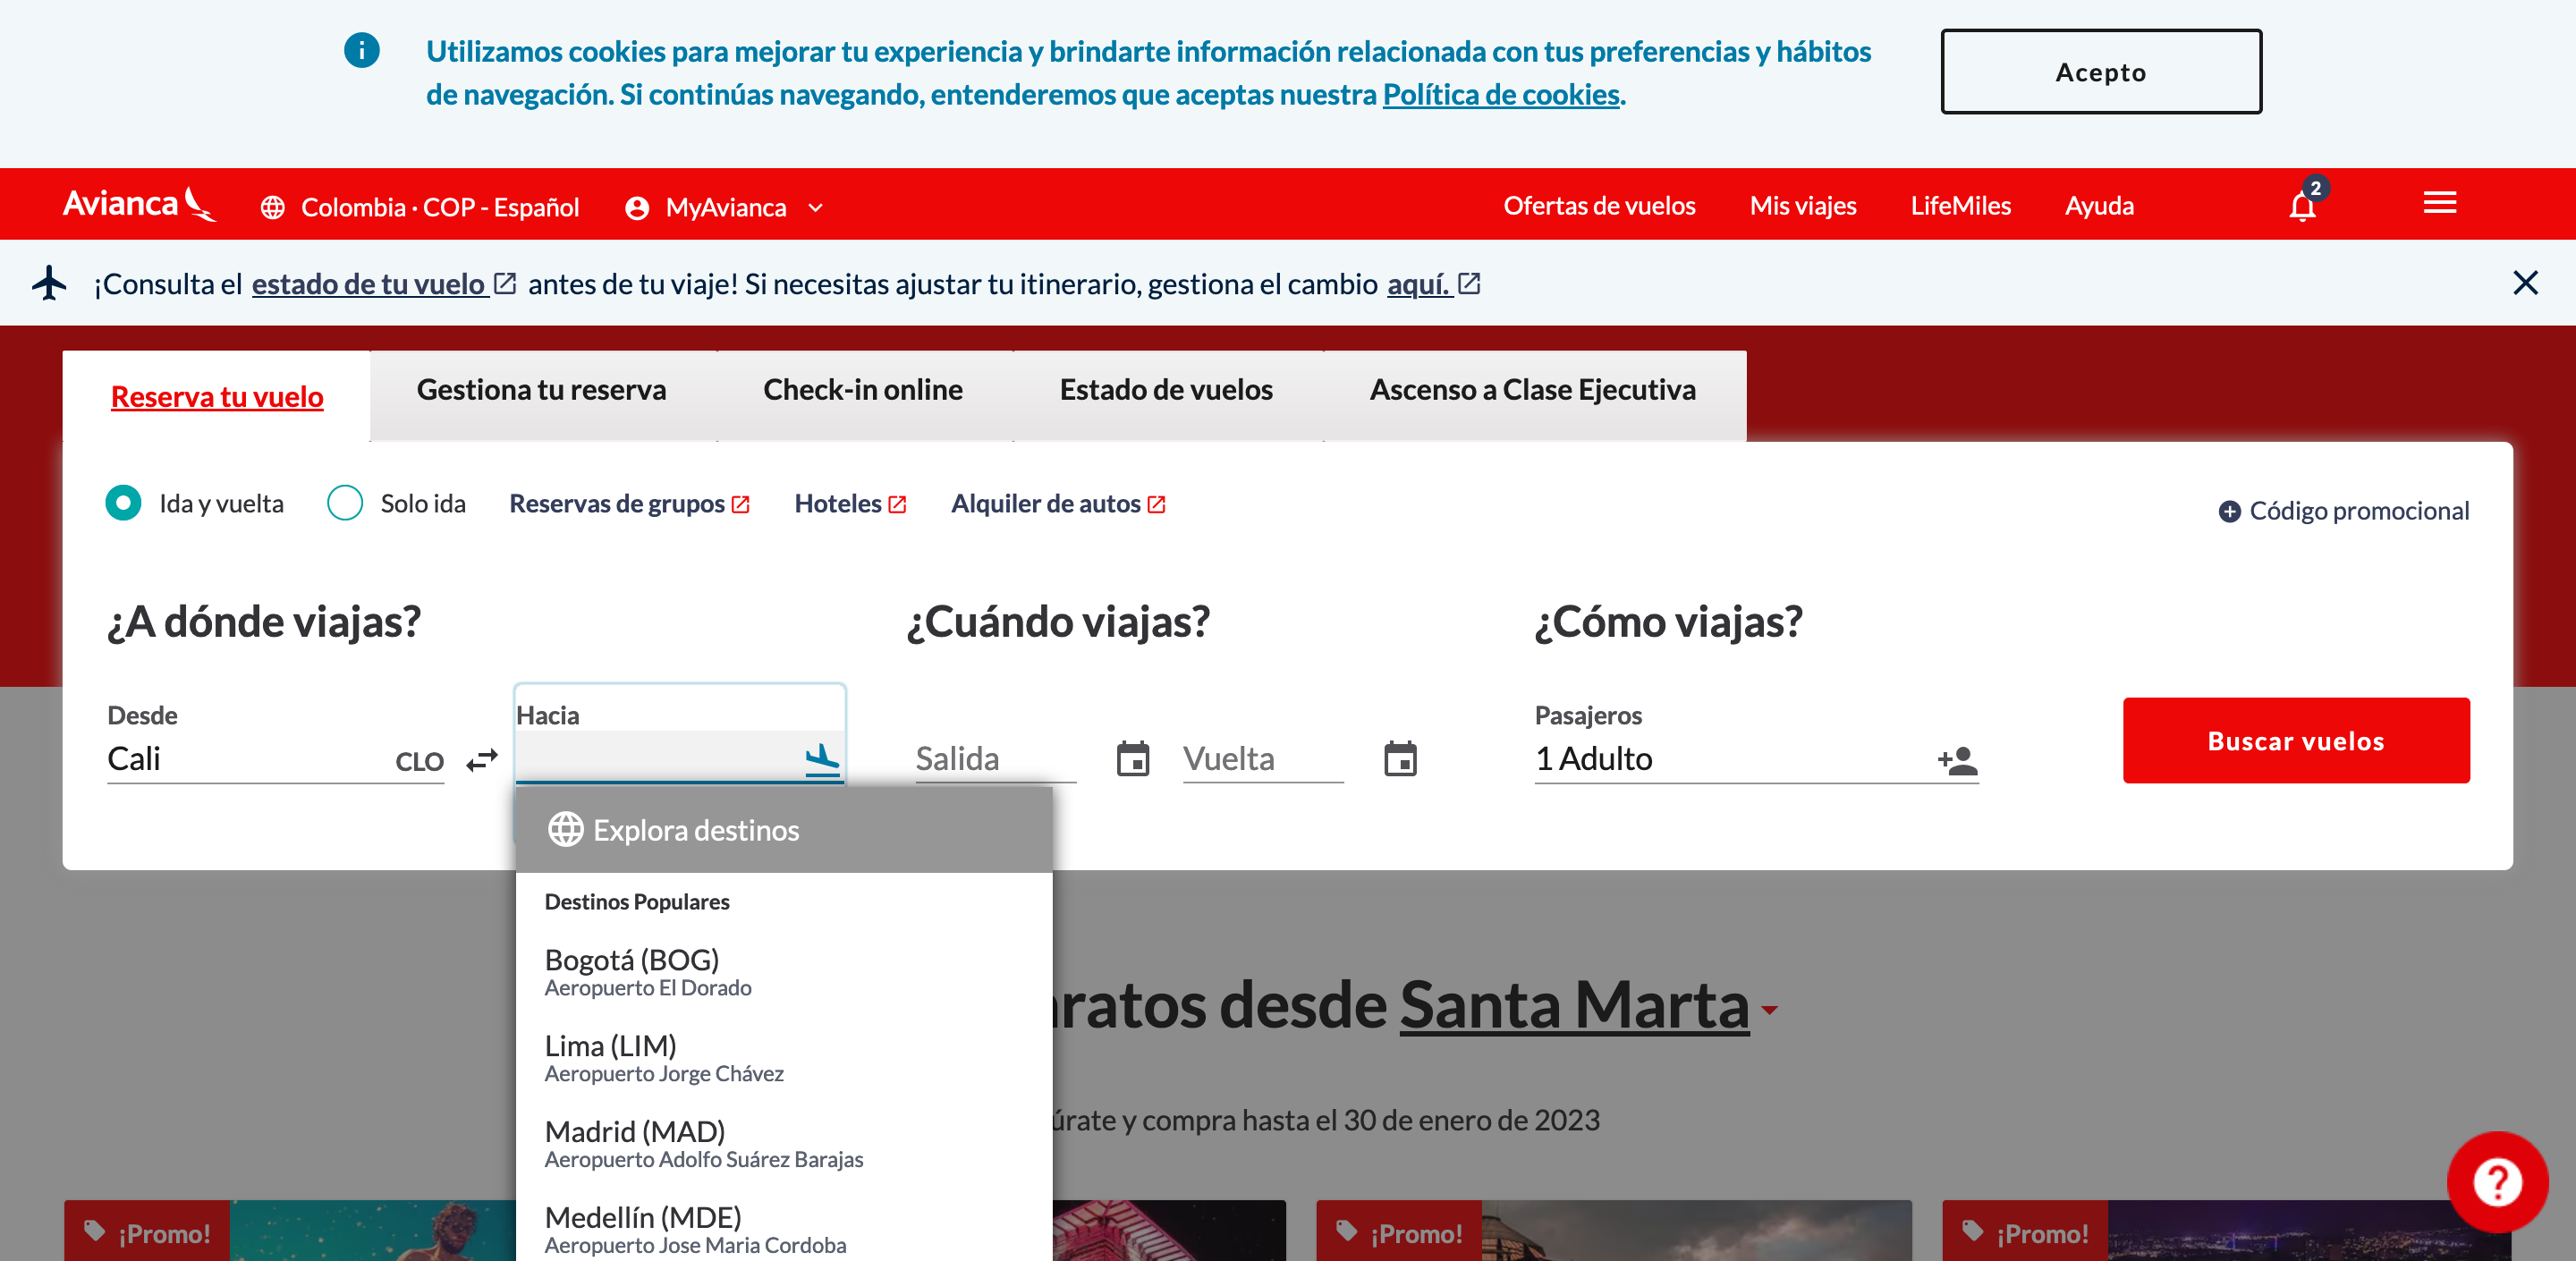 Utilizamos cookies para mejorar tu experiencia y brindarte información relacionada con tus preferencias y hábitos
de navegación. Si continúas navegando, entenderemos que aceptas nuestra Política de cookies.
Acepto
Avianca
Colombia · COP - Español
MyAvianca
Ofertas de vuelos
Mis viajes
LifeMiles
Ayuda
2
¡Consulta el estado de tu vuelo antes de tu viaje! Si necesitas ajustar tu itinerario, gestiona el cambio aquí.
Reserva tu vuelo
Gestiona tu reserva
Check-in online
Estado de vuelos
Ascenso a Clase Ejecutiva
Ida y vuelta
Solo ida
Reservas de grupos
Hoteles
Alquiler de autos
Código promocional
¿A dónde viajas?
¿Cuándo viajas?
¿Cómo viajas?
Desde
Cali CLO
Hacia
Salida
Vuelta
Pasajeros
1 Adulto
Buscar vuelos
Explora destinos
Destinos Populares
Bogotá (BOG)
Aeropuerto El Dorado
Lima (LIM)
Aeropuerto Jorge Chávez
Madrid (MAD)
Aeropuerto Adolfo Suárez Barajas
Medellín (MDE)
Aeropuerto Jose Maria Cordoba
desde Santa Marta
y compra hasta el 30 de enero de 2023
¡Promo!
¡Promo!
¡Promo!
?